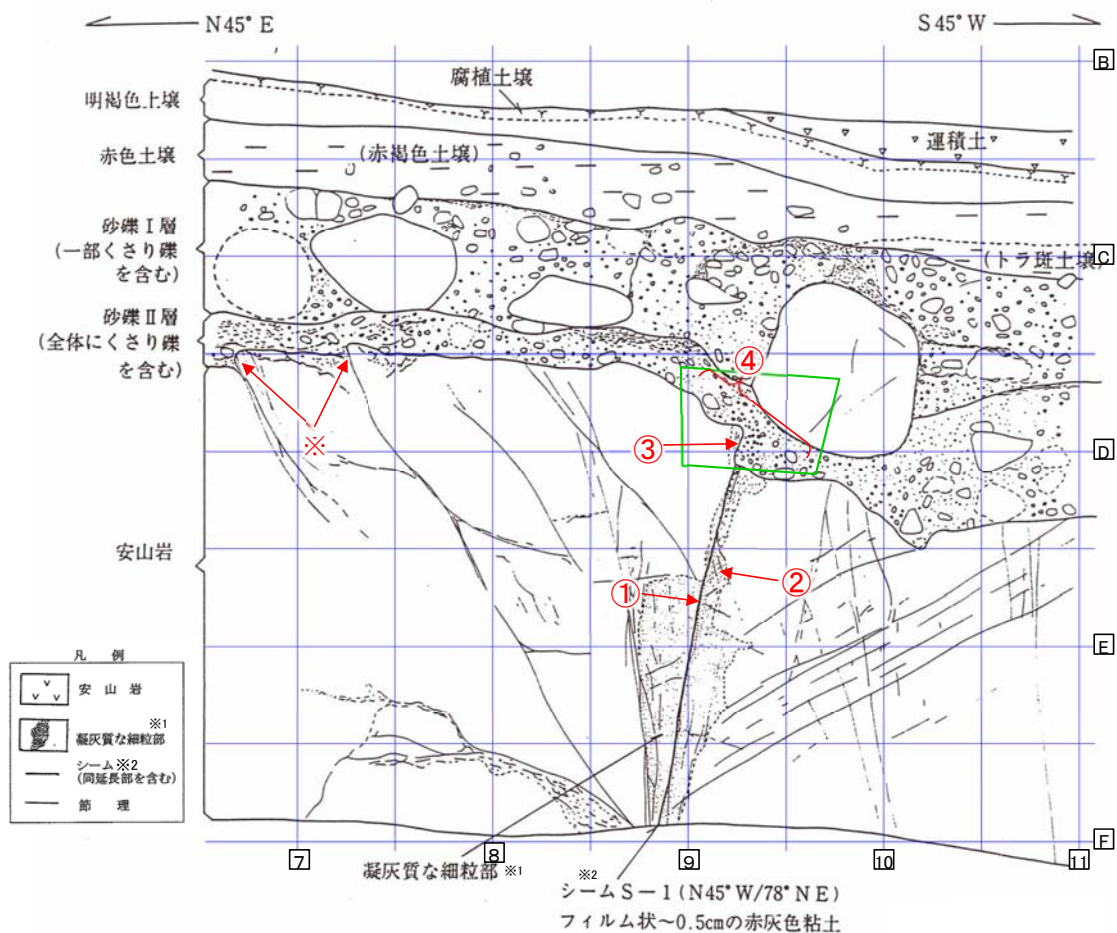 N45°E
S45°W
B
腐植土壌
明褐色土壌
運積土
赤色土壌
(赤褐色土壌)
砂礫Ⅰ層
(一部くさり礫
を含む)
C
(トラ斑土壌)
砂礫Ⅱ層
(全体にくさり礫
を含む)
④
※
③
D
安山岩
①
②
E
凡 例
安 山 岩
凝灰質な細粒部 ※1
シーム ※2
(同延長部を含む)
節 理
F
7
8
9
10
11
凝灰質な細粒部 ※1
※2
シームS-1(N45°W/78°NE)
フィルム状~0.5cmの赤灰色粘土